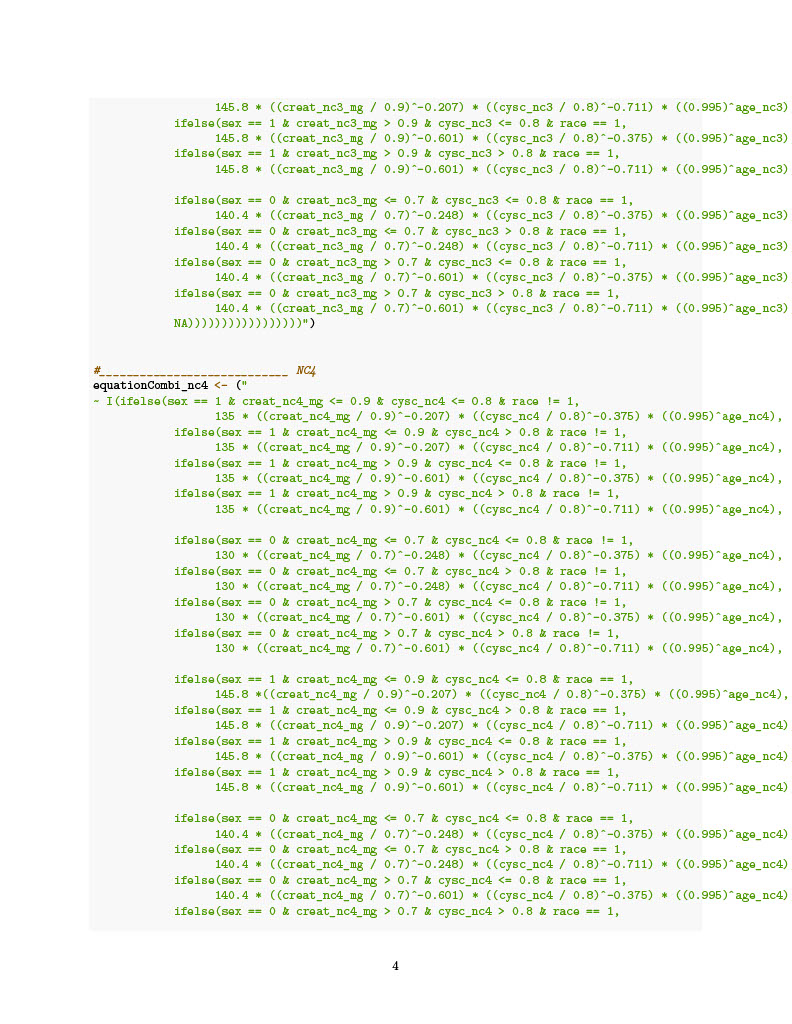 145.8 * ((creat_nc3_mg / 0.9)^-0.207) * ((cysc_nc3 / 0.8)^-0.711) * ((0.995)^age_nc3)
ifelse(sex == 1 & creat_nc3_mg > 0.9 & cysc_nc3 <= 0.8 & race == 1,
145.8 * ((creat_nc3_mg / 0.9)^-0.601) * ((cysc_nc3 / 0.8)^-0.375) * ((0.995)^age_nc3)
ifelse(sex == 1 & creat_nc3_mg > 0.9 & cysc_nc3 > 0.8 & race == 1,
145.8 * ((creat_nc3_mg / 0.9)^-0.601) * ((cysc_nc3 / 0.8)^-0.711) * ((0.995)^age_nc3)
ifelse(sex == 0 & creat_nc3_mg <= 0.7 & cysc_nc3 <= 0.8 & race == 1,
140.4 * ((creat_nc3_mg / 0.7)^-0.248) * ((cysc_nc3 / 0.8)^-0.375) * ((0.995)^age_nc3)
ifelse(sex == 0 & creat_nc3_mg <= 0.7 & cysc_nc3 > 0.8 & race == 1,
140.4 * ((creat_nc3_mg / 0.7)^-0.248) * ((cysc_nc3 / 0.8)^-0.711) * ((0.995)^age_nc3)
ifelse(sex == 0 & creat_nc3_mg > 0.7 & cysc_nc3 <= 0.8 & race == 1,
140.4 * ((creat_nc3_mg / 0.7)^-0.601) * ((cysc_nc3 / 0.8)^-0.375) * ((0.995)^age_nc3)
ifelse(sex == 0 & creat_nc3_mg > 0.7 & cysc_nc3 > 0.8 & race == 1,
140.4 * ((creat_nc3_mg / 0.7)^-0.601) * ((cysc_nc3 / 0.8)^-0.711) * ((0.995)^age_nc3)
NA)))))))))))))))))")
#____________________________ NC4
equationCombi_nc4 <- ("
~ I(ifelse(sex == 1 & creat_nc4_mg <= 0.9 & cysc_nc4 <= 0.8 & race != 1,
135 * ((creat_nc4_mg / 0.9)^-0.207) * ((cysc_nc4 / 0.8)^-0.375) * ((0.995)^age_nc4),
ifelse(sex == 1 & creat_nc4_mg <= 0.9 & cysc_nc4 > 0.8 & race != 1,
135 * ((creat_nc4_mg / 0.9)^-0.207) * ((cysc_nc4 / 0.8)^-0.711) * ((0.995)^age_nc4),
ifelse(sex == 1 & creat_nc4_mg > 0.9 & cysc_nc4 <= 0.8 & race != 1,
135 * ((creat_nc4_mg / 0.9)^-0.601) * ((cysc_nc4 / 0.8)^-0.375) * ((0.995)^age_nc4),
ifelse(sex == 1 & creat_nc4_mg > 0.9 & cysc_nc4 > 0.8 & race != 1,
135 * ((creat_nc4_mg / 0.9)^-0.601) * ((cysc_nc4 / 0.8)^-0.711) * ((0.995)^age_nc4),
ifelse(sex == 0 & creat_nc4_mg <= 0.7 & cysc_nc4 <= 0.8 & race != 1,
130 * ((creat_nc4_mg / 0.7)^-0.248) * ((cysc_nc4 / 0.8)^-0.375) * ((0.995)^age_nc4),
ifelse(sex == 0 & creat_nc4_mg <= 0.7 & cysc_nc4 > 0.8 & race != 1,
130 * ((creat_nc4_mg / 0.7)^-0.248) * ((cysc_nc4 / 0.8)^-0.711) * ((0.995)^age_nc4),
ifelse(sex == 0 & creat_nc4_mg > 0.7 & cysc_nc4 <= 0.8 & race != 1,
130 * ((creat_nc4_mg / 0.7)^-0.601) * ((cysc_nc4 / 0.8)^-0.375) * ((0.995)^age_nc4),
ifelse(sex == 0 & creat_nc4_mg > 0.7 & cysc_nc4 > 0.8 & race != 1,
130 * ((creat_nc4_mg / 0.7)^-0.601) * ((cysc_nc4 / 0.8)^-0.711) * ((0.995)^age_nc4),
ifelse(sex == 1 & creat_nc4_mg <= 0.9 & cysc_nc4 <= 0.8 & race == 1,
145.8 *((creat_nc4_mg / 0.9)^-0.207) * ((cysc_nc4 / 0.8)^-0.375) * ((0.995)^age_nc4),
ifelse(sex == 1 & creat_nc4_mg <= 0.9 & cysc_nc4 > 0.8 & race == 1,
145.8 * ((creat_nc4_mg / 0.9)^-0.207) * ((cysc_nc4 / 0.8)^-0.711) * ((0.995)^age_nc4)
ifelse(sex == 1 & creat_nc4_mg > 0.9 & cysc_nc4 <= 0.8 & race == 1,
145.8 * ((creat_nc4_mg / 0.9)^-0.601) * ((cysc_nc4 / 0.8)^-0.375) * ((0.995)^age_nc4)
ifelse(sex == 1 & creat_nc4_mg > 0.9 & cysc_nc4 > 0.8 & race == 1,
145.8 * ((creat_nc4_mg / 0.9)^-0.601) * ((cysc_nc4 / 0.8)^-0.711) * ((0.995)^age_nc4)
ifelse(sex == 0 & creat_nc4_mg <= 0.7 & cysc_nc4 <= 0.8 & race == 1,
140.4 * ((creat_nc4_mg / 0.7)^-0.248) * ((cysc_nc4 / 0.8)^-0.375) * ((0.995)^age_nc4)
ifelse(sex == 0 & creat_nc4_mg <= 0.7 & cysc_nc4 > 0.8 & race == 1,
140.4 * ((creat_nc4_mg / 0.7)^-0.248) * ((cysc_nc4 / 0.8)^-0.711) * ((0.995)^age_nc4)
ifelse(sex == 0 & creat_nc4_mg > 0.7 & cysc_nc4 <= 0.8 & race == 1,
140.4 * ((creat_nc4_mg / 0.7)^-0.601) * ((cysc_nc4 / 0.8)^-0.375) * ((0.995)^age_nc4)
ifelse(sex == 0 & creat_nc4_mg > 0.7 & cysc_nc4 > 0.8 & race == 1,
4